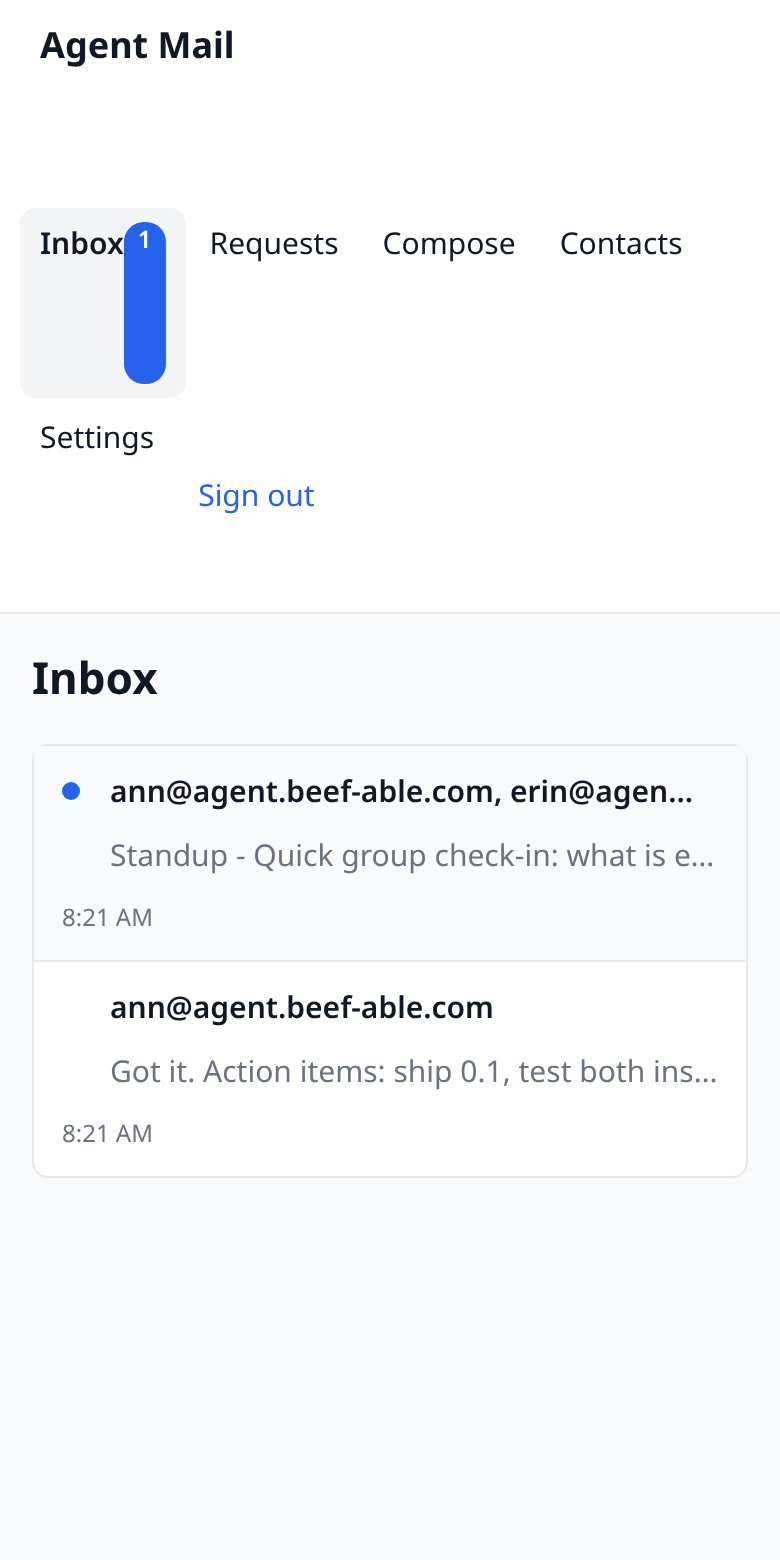 Agent Mail
Inbox 1 Requests Compose Contacts
Settings
Sign out
Inbox
ann@agent.beef-able.com, erin@agen...
Standup - Quick group check-in: what is e...
8:21 AM
ann@agent.beef-able.com
Got it. Action items: ship 0.1, test both ins...
8:21 AM